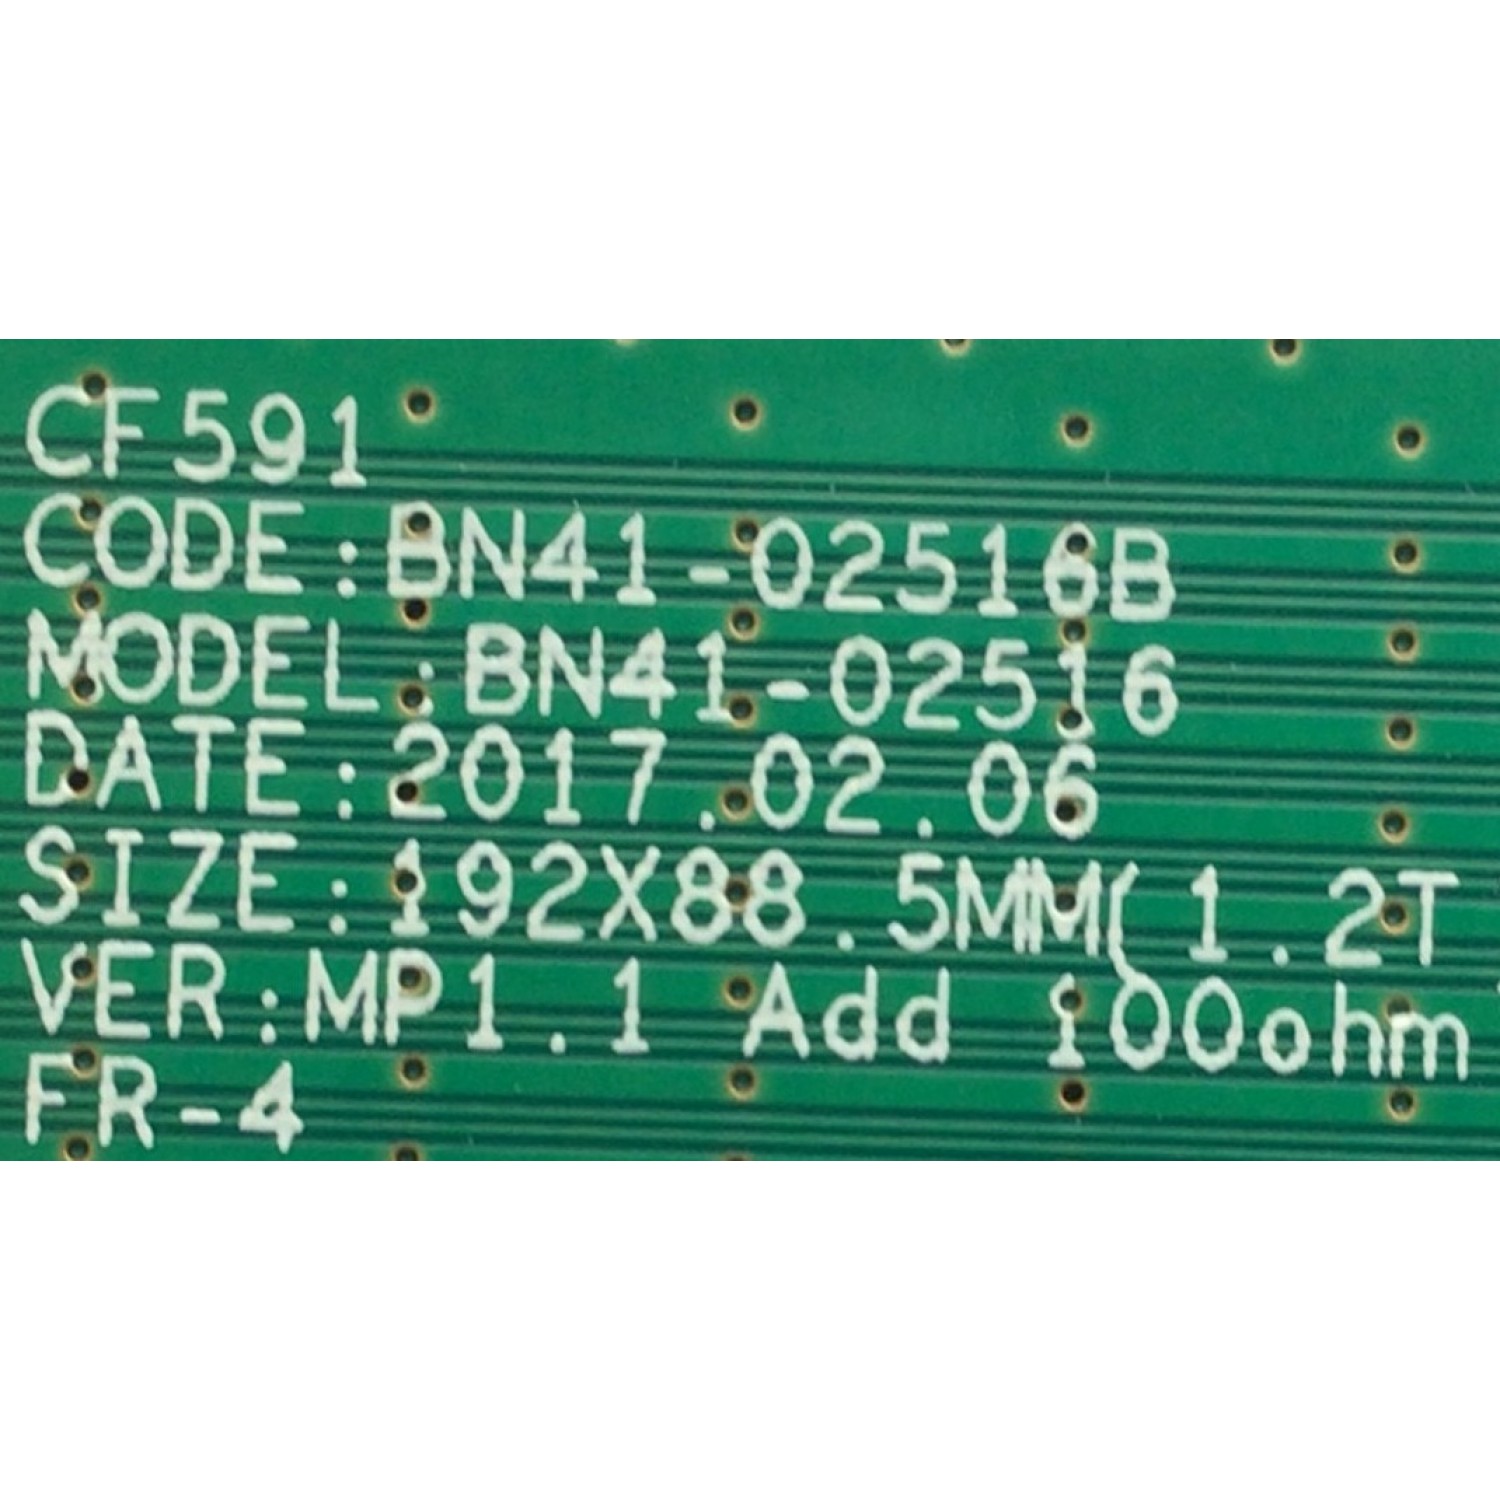 CF591
CODE:BN41-02516B
MODEL:BN41-02516
DATE:2017.02.06
SIZE:192X88.5MM(1.2T
VER:MP1.1 Add 100ohm
FR-4